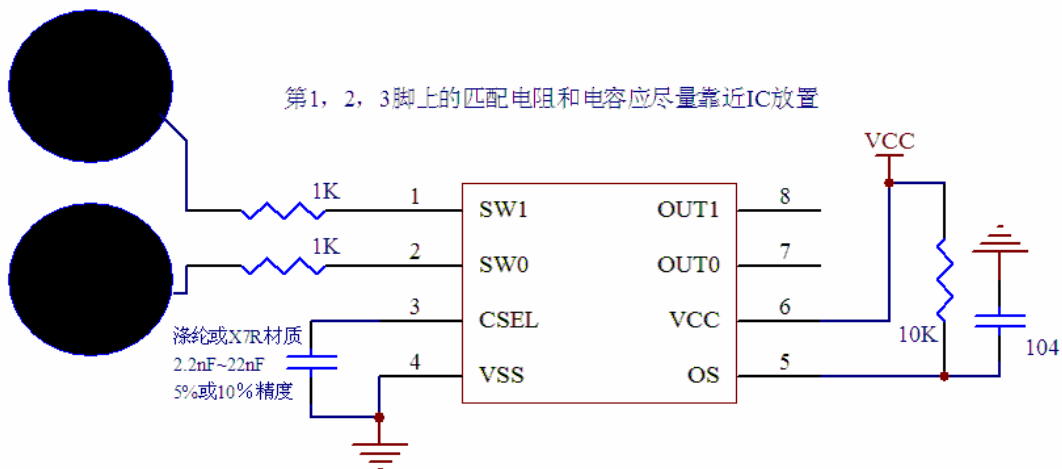 第1，2，3脚上的匹配电阻和电容应尽量靠近IC放置
VCC
1K
1
SW1
OUT1
8
1K
2
SW0
OUT0
7
3
CSEL
VCC
6
涤纶或X7R材质
2.2nF~22nF
5%或10%精度
4
VSS
OS
5
10K
104